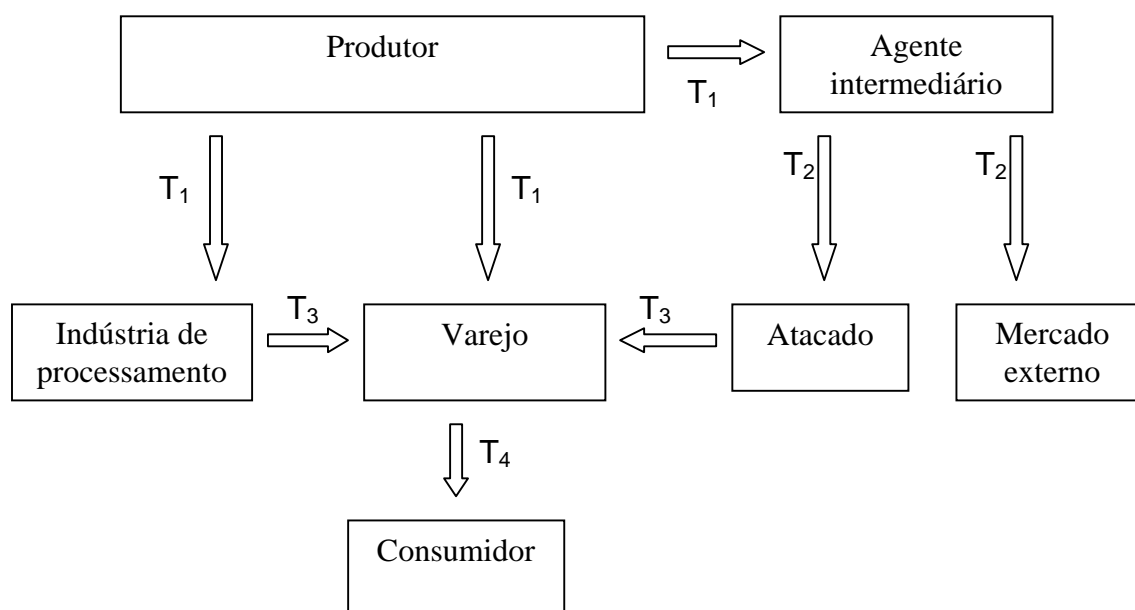 Produtor
Agente
intermediário
T₁
T₁
T₁
T₂
T₂
Indústria de
processamento
T₃
Varejo
T₃
Atacado
Mercado
externo
T₄
Consumidor